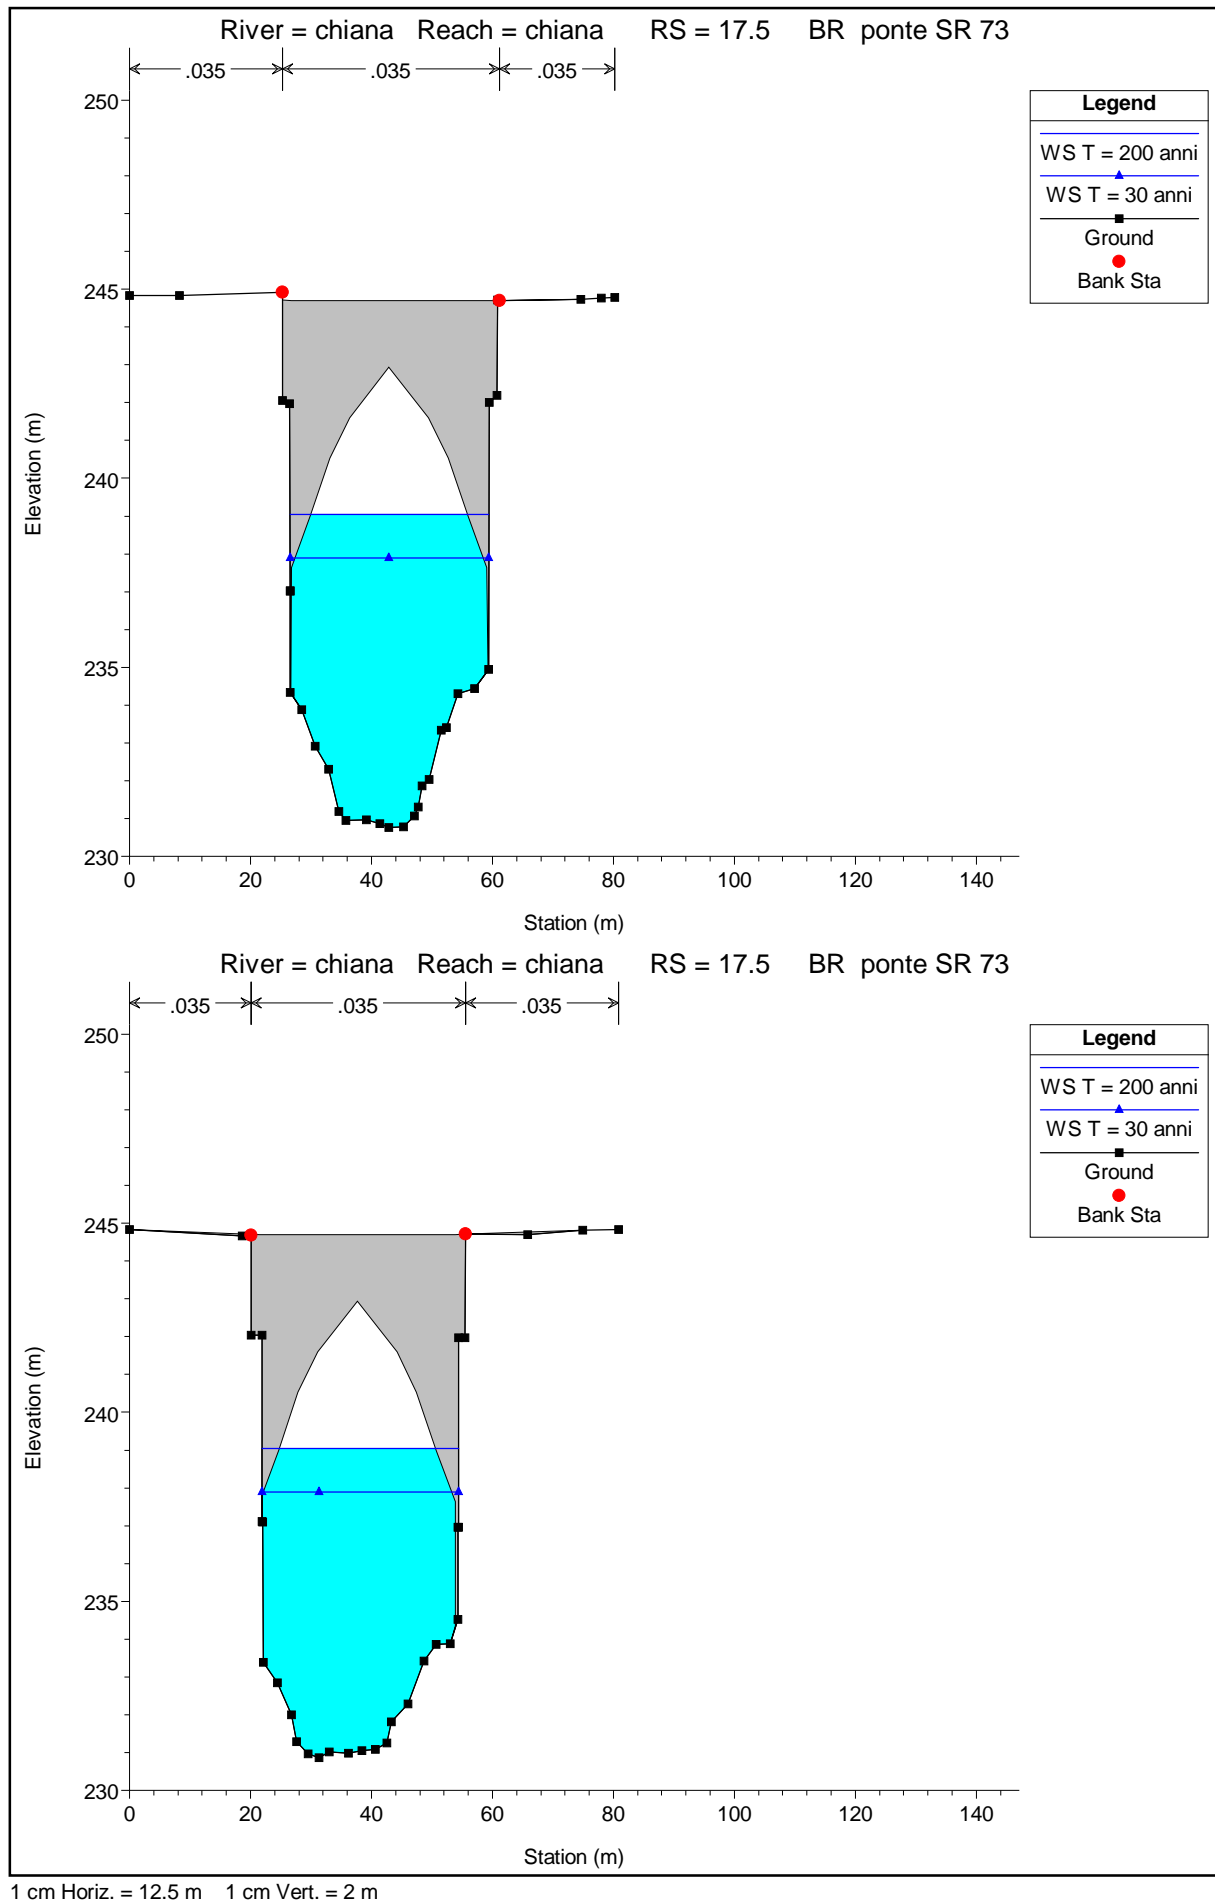 River = chiana   Reach = chiana      RS = 17.5     BR  ponte SR 73
.035 .035 .035
Legend
WS T = 200 anni
WS T = 30 anni
Ground
Bank Sta
250
245
240
235
230
Elevation (m)
0 20 40 60 80 100 120 140
Station (m)
River = chiana   Reach = chiana      RS = 17.5     BR  ponte SR 73
.035 .035 .035
Legend
WS T = 200 anni
WS T = 30 anni
Ground
Bank Sta
250
245
240
235
230
Elevation (m)
0 20 40 60 80 100 120 140
Station (m)
1 cm Horiz. = 12.5 m    1 cm Vert. = 2 m